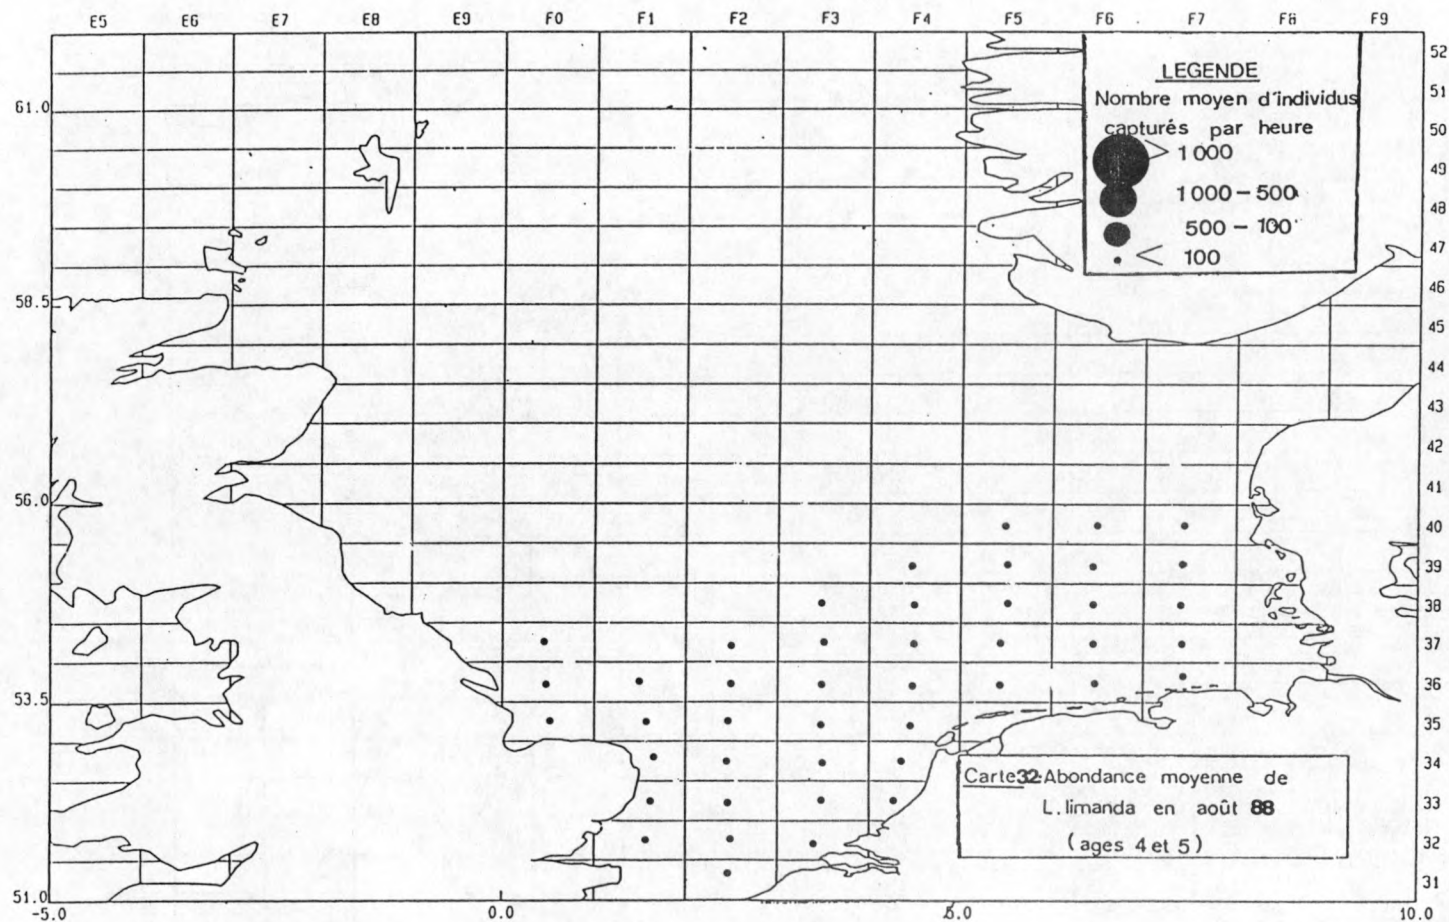 E5 E6 E7 E8 E9 F0 F1 F2 F3 F4 F5 F6 F7 F8 F9
52
LEGENDE
51
Nombre moyen d'individus
61.0
capturés par heure
50
> 1000
49
1000 - 500
48
500 - 100
47
< 100
46
58.5
45
44
43
42
41
56.0
40
39
38
37
36
53.5
35
34
Carte 32: Abondance moyenne de
L. limanda en août 88
33
(ages 4 et 5)
32
31
51.0
-5.0 0.0 5.0 10.0